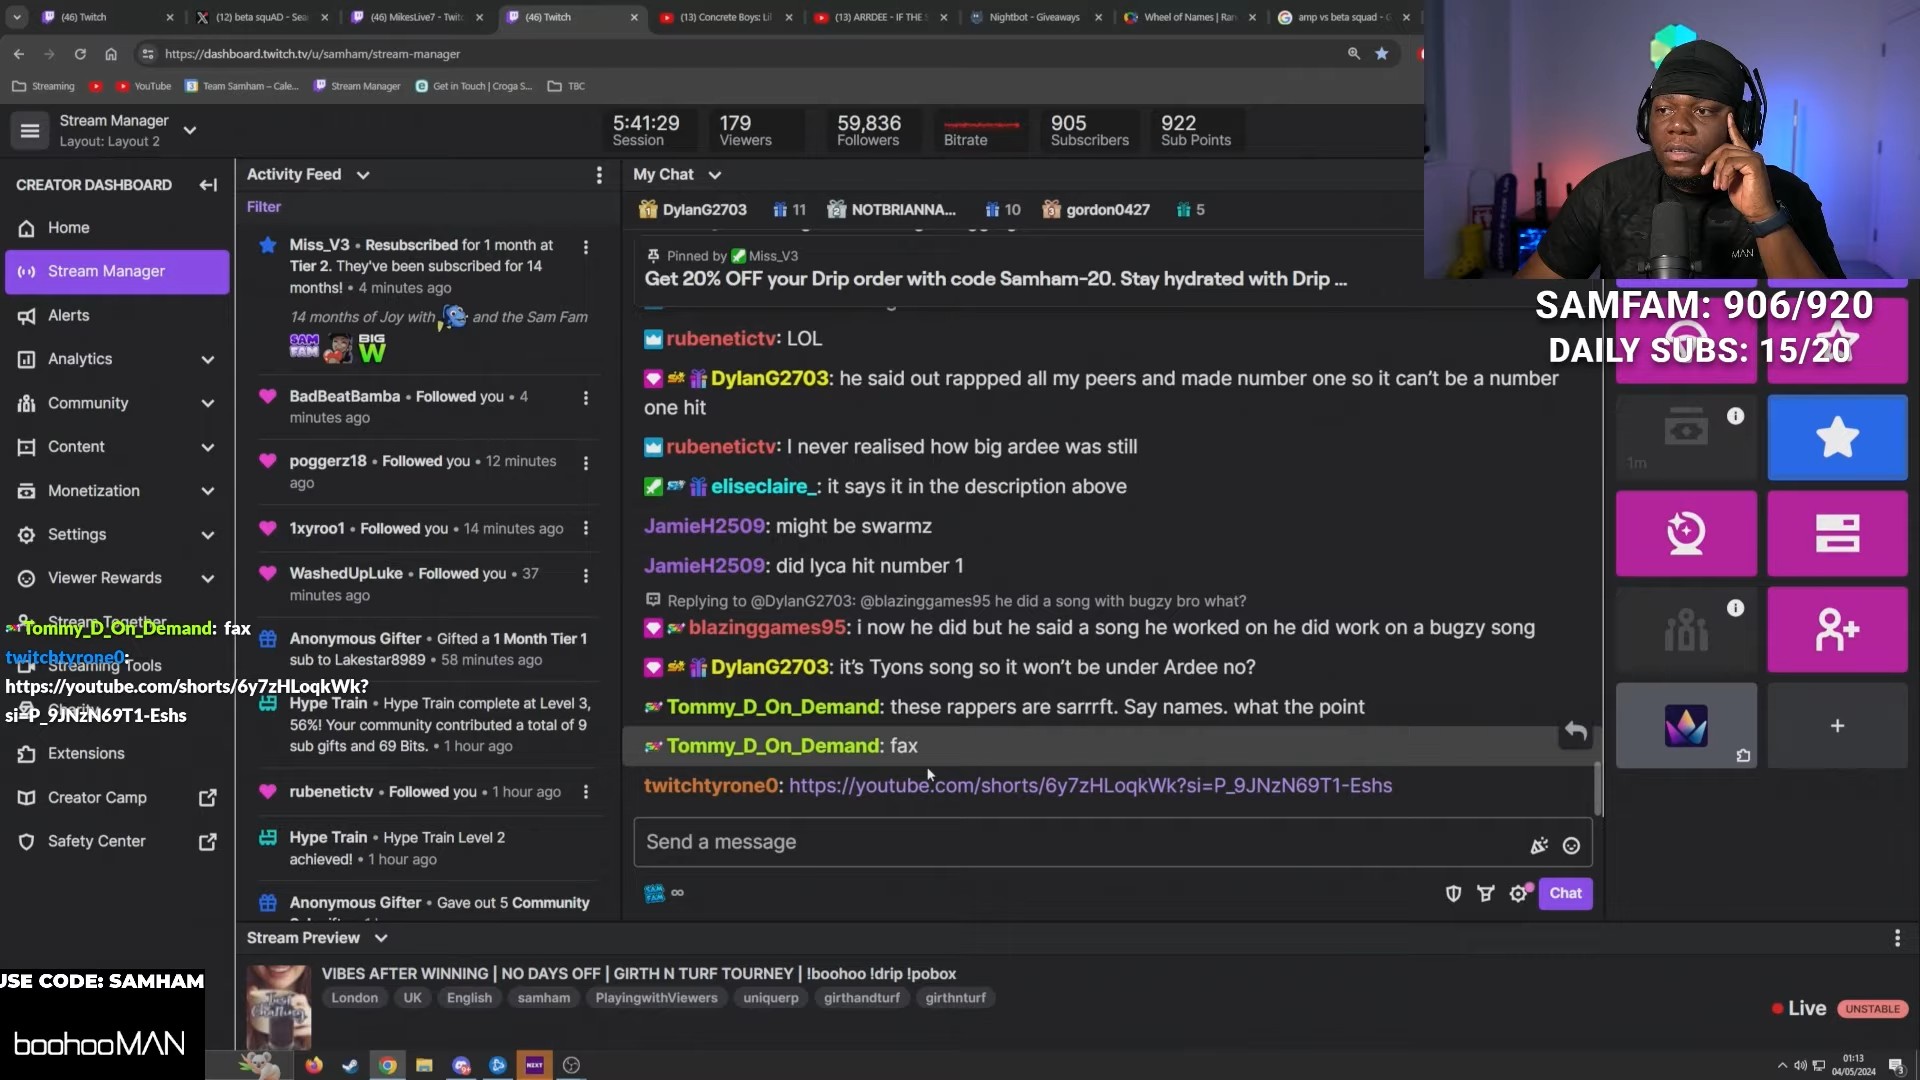 (46) Twitch
(12) beta squAD - Sea
(46) MikesLive7 - Twitc
(46) Twitch
(13) Concrete Boys: Li
(13) ARRDEE - IF THE S
Nightbot - Giveaways
Wheel of Names | Ran
amp vs beta squad - G
https://dashboard.twitch.tv/u/samham/stream-manager
Streaming
YouTube
Team Samham – Cale...
Stream Manager
Get in Touch | Croga S...
TBC
Stream Manager
Layout: Layout 2
5:41:29
Session
179
Viewers
59,836
Followers
Bitrate
905
Subscribers
922
Sub Points
CREATOR DASHBOARD
Home
Stream Manager
Alerts
Analytics
Community
Content
Monetization
Settings
Viewer Rewards
Stream Together
Streaming Tools
Charity
Extensions
Creator Camp
Safety Center
Tommy_D_On_Demand: fax
twitchtyrone0:
https://youtube.com/shorts/6y7zHLoqkWk?
si=P_9JNzN69T1-Eshs
USE CODE: SAMHAM
boohooMAN
Activity Feed
Filter
Miss_V3 • Resubscribed for 1 month at
Tier 2. They've been subscribed for 14
months! • 4 minutes ago
14 months of Joy with and the Sam Fam
SAM FAM BIG W
BadBeatBamba • Followed you • 4
minutes ago
poggerz18 • Followed you • 12 minutes
ago
1xyroo1 • Followed you • 14 minutes ago
WashedUpLuke • Followed you • 37
minutes ago
Anonymous Gifter • Gifted a 1 Month Tier 1
sub to Lakestar8989 • 58 minutes ago
Hype Train • Hype Train complete at Level 3,
56%! Your community contributed a total of 9
sub gifts and 69 Bits. • 1 hour ago
rubenetictv • Followed you • 1 hour ago
Hype Train • Hype Train Level 2
achieved! • 1 hour ago
Anonymous Gifter • Gave out 5 Community
My Chat
DylanG2703 11 NOTBRIANNA... 10 gordon0427 5
Pinned by Miss_V3
Get 20% OFF your Drip order with code Samham-20. Stay hydrated with Drip ...
rubenetictv: LOL
DylanG2703: he said out rappped all my peers and made number one so it can't be a number
one hit
rubenetictv: I never realised how big ardee was still
eliseclaire_: it says it in the description above
JamieH2509: might be swarmz
JamieH2509: did lyca hit number 1
Replying to @DylanG2703: @blazinggames95 he did a song with bugzy bro what?
blazinggames95: i now he did but he said a song he worked on he did work on a bugzy song
DylanG2703: it's Tyons song so it won't be under Ardee no?
Tommy_D_On_Demand: these rappers are sarrrft. Say names. what the point
Tommy_D_On_Demand: fax
twitchtyrone0: https://youtube.com/shorts/6y7zHLoqkWk?si=P_9JNzN69T1-Eshs
Send a message
SAM FAM ∞
Chat
MAN
SAMFAM: 906/920
DAILY SUBS: 15/20
1m
Stream Preview
Just Chatting
VIBES AFTER WINNING | NO DAYS OFF | GIRTH N TURF TOURNEY | !boohoo !drip !pobox
London UK English samham PlayingwithViewers uniquerp girthandturf girthnturf
Live
UNSTABLE
NEXT
01:13
04/05/2024